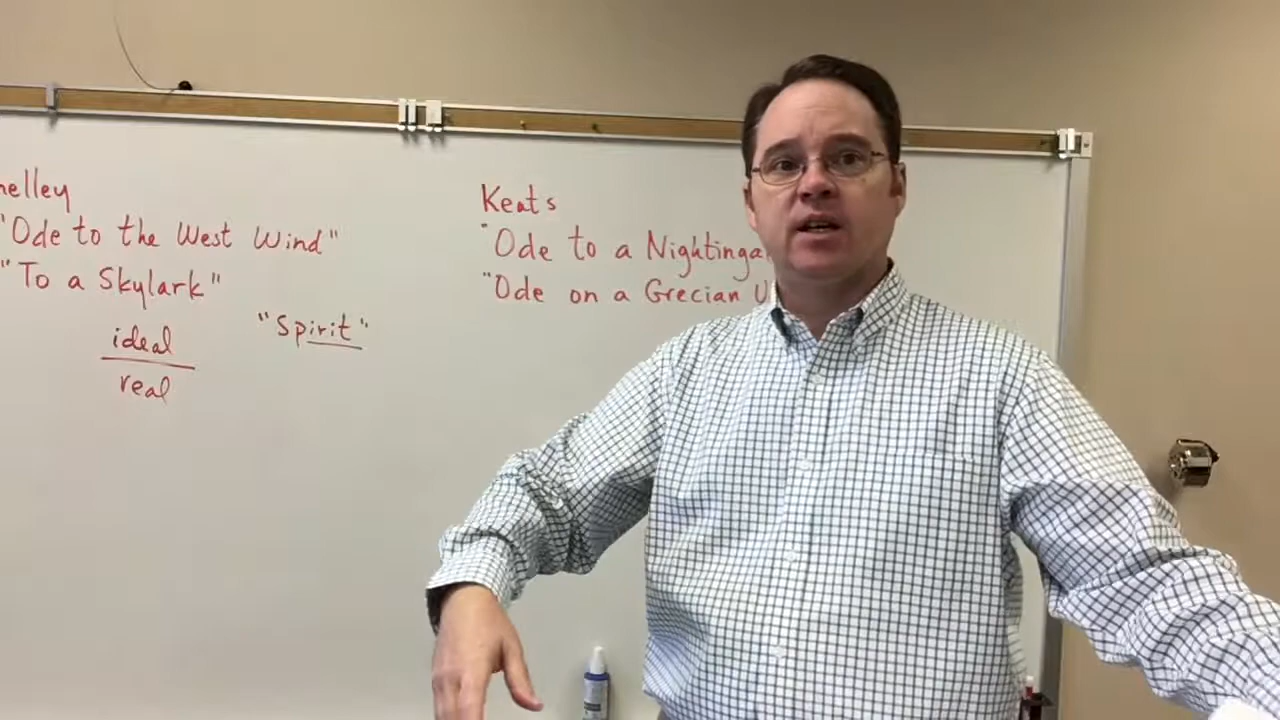 helley
"Ode to the West Wind"
"To a Skylark"
ideal
real
"Spirit"
Keats
"Ode to a Nightinga
"Ode on a Grecian U